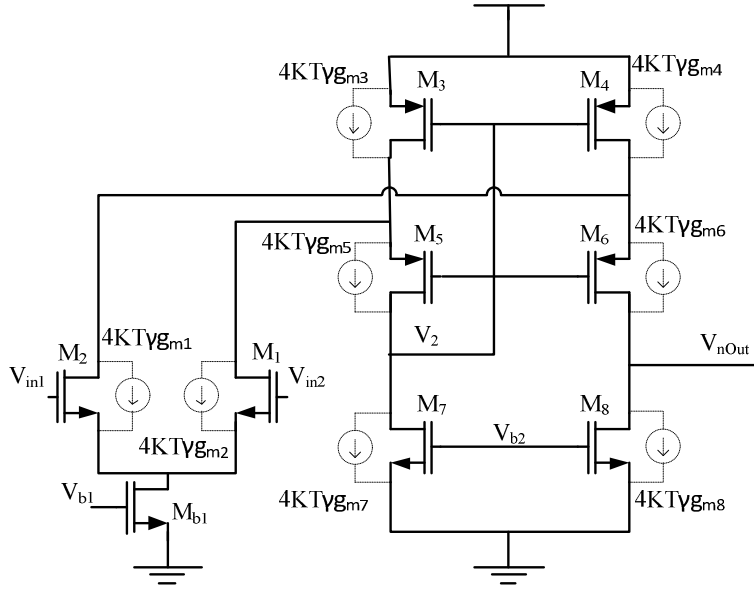 4KTγgm3
M3
M4
4KTγgm4
4KTγgm5
M5
M6
4KTγgm6
V2
VnOut
M2
4KTγgm1
M1
Vin1
Vin2
4KTγgm2
M7
M8
Vb2
Vb1
Mb1
4KTγgm7
4KTγgm8